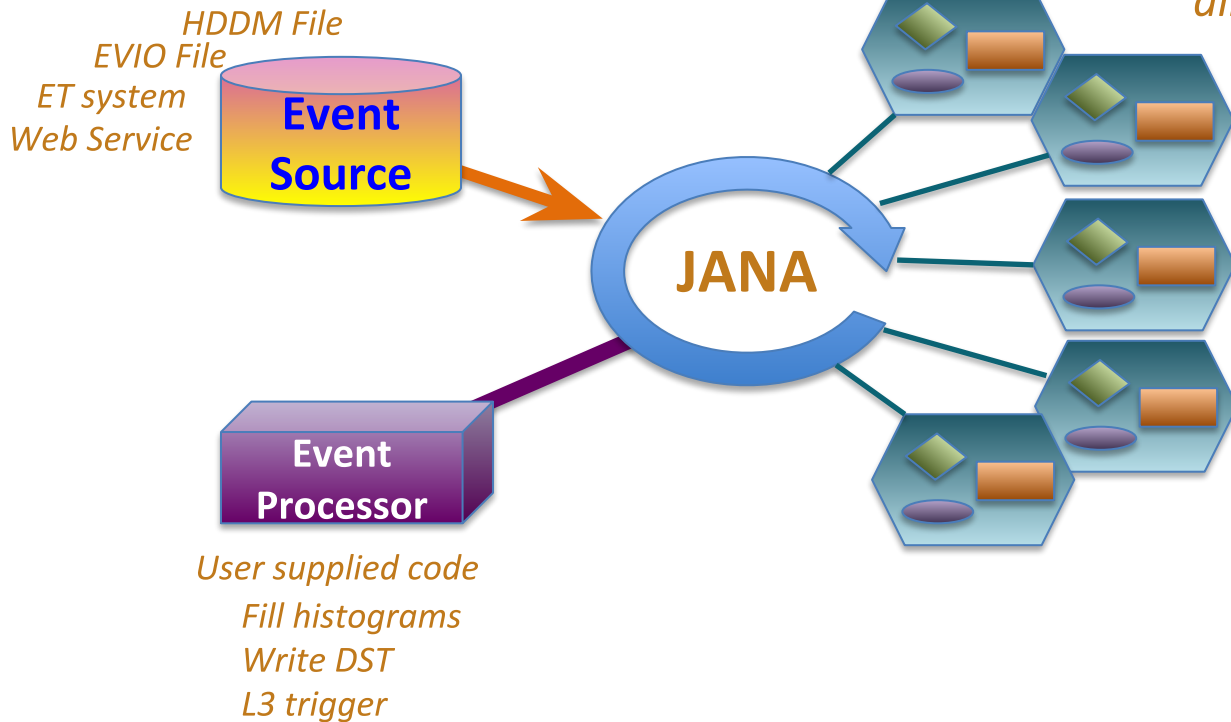 HDDM File
EVIO File
ET system
Web Service
Event
Source
JANA
Event
Processor
User supplied code
Fill histograms
Write DST
L3 trigger